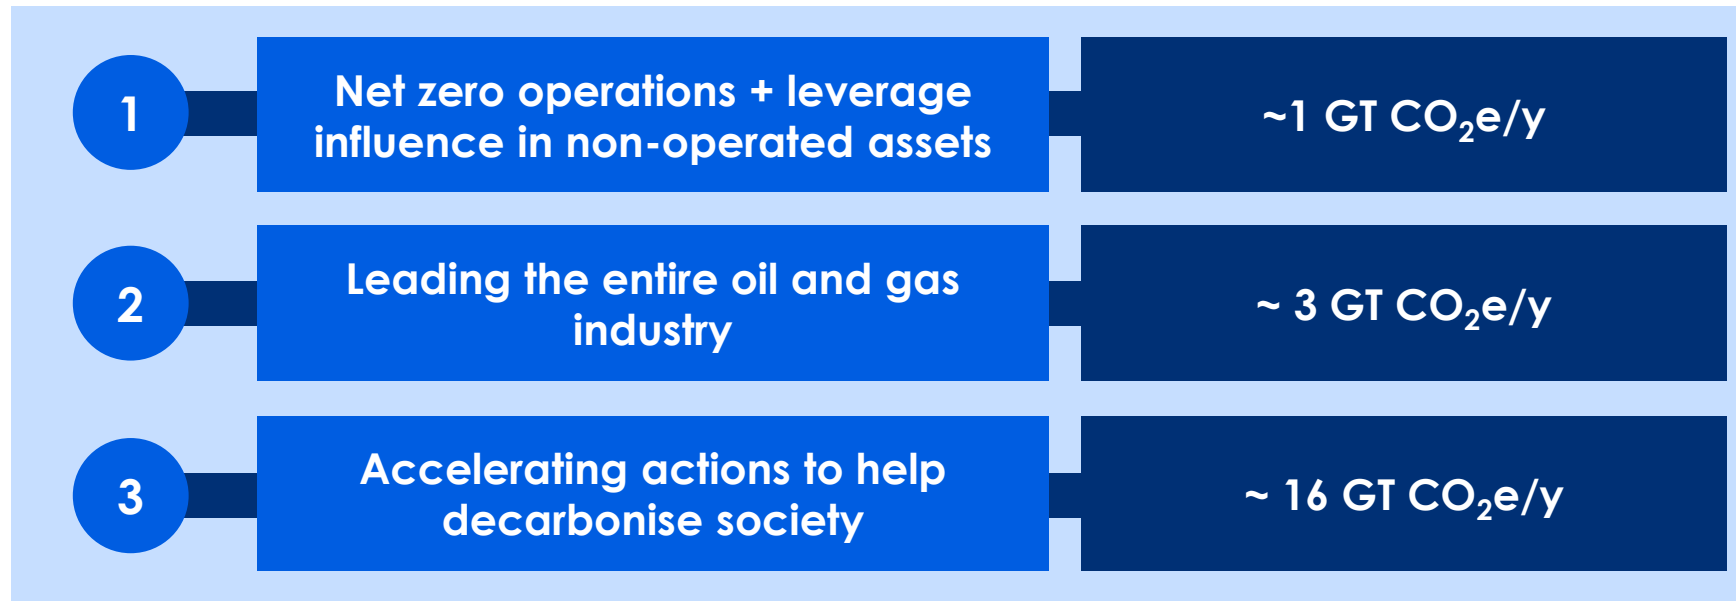 1
Net zero operations + leverage
influence in non-operated assets
~1 GT CO₂e/y
2
Leading the entire oil and gas
industry
~ 3 GT CO₂e/y
3
Accelerating actions to help
decarbonise society
~ 16 GT CO₂e/y